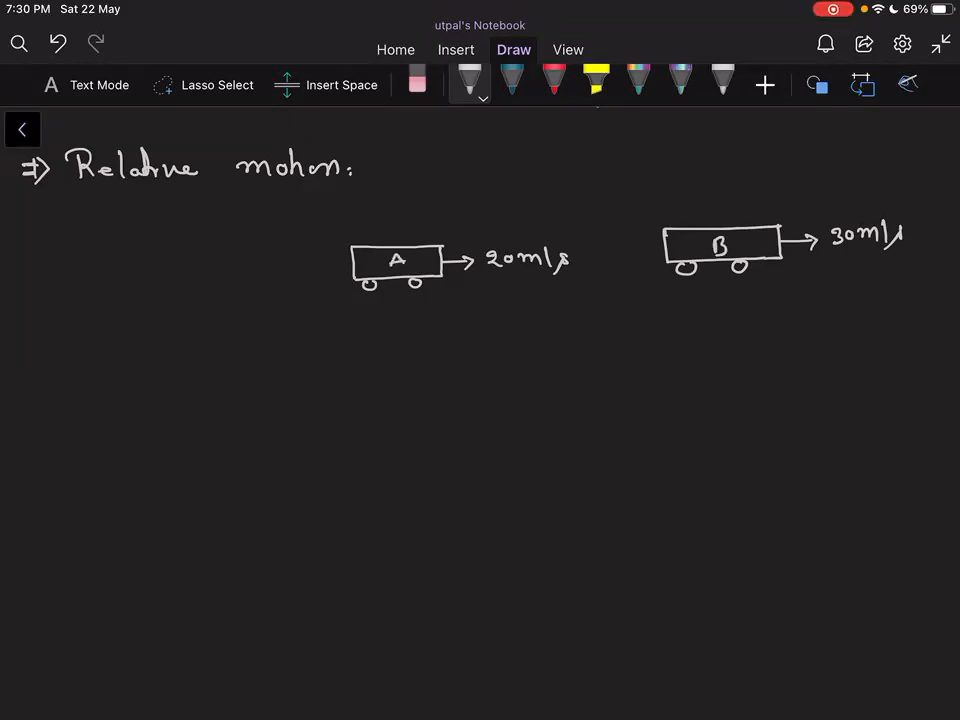 7:30 PM Sat 22 May 69%
utpal's Notebook
Home Insert Draw View
A Text Mode Lasso Select Insert Space
⇒ Relative motion:
A → 20m/s B → 30m/s